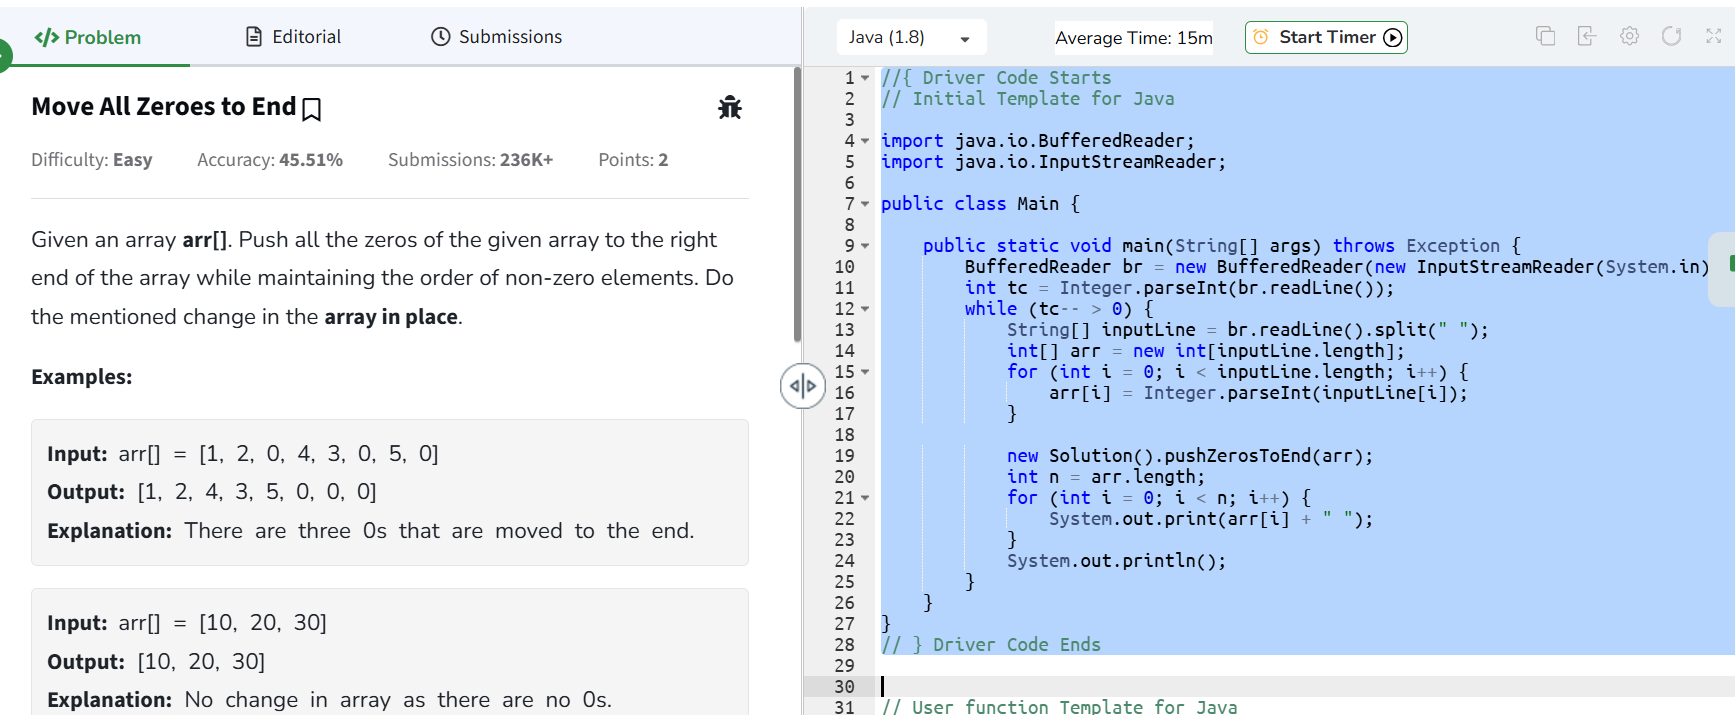 </> Problem
Editorial
Submissions
Move All Zeroes to End
Difficulty: Easy Accuracy: 45.51% Submissions: 236K+ Points: 2
Given an array arr[]. Push all the zeros of the given array to the right
end of the array while maintaining the order of non-zero elements. Do
the mentioned change in the array in place.
Examples:
Input: arr[] = [1, 2, 0, 4, 3, 0, 5, 0]
Output: [1, 2, 4, 3, 5, 0, 0, 0]
Explanation: There are three 0s that are moved to the end.
Input: arr[] = [10, 20, 30]
Output: [10, 20, 30]
Explanation: No change in array as there are no 0s.
Java (1.8)
Average Time: 15m
Start Timer
1 //{ Driver Code Starts
2 // Initial Template for Java
3
4 import java.io.BufferedReader;
5 import java.io.InputStreamReader;
6
7 public class Main {
8
9 public static void main(String[] args) throws Exception {
10 BufferedReader br = new BufferedReader(new InputStreamReader(System.in)
11 int tc = Integer.parseInt(br.readLine());
12 while (tc-- > 0) {
13 String[] inputLine = br.readLine().split(" ");
14 int[] arr = new int[inputLine.length];
15 for (int i = 0; i < inputLine.length; i++) {
16 arr[i] = Integer.parseInt(inputLine[i]);
17 }
18
19 new Solution().pushZerosToEnd(arr);
20 int n = arr.length;
21 for (int i = 0; i < n; i++) {
22 System.out.print(arr[i] + " ");
23 }
24 System.out.println();
25 }
26 }
27 }
28 // } Driver Code Ends
29
30
31 // User function Template for Java